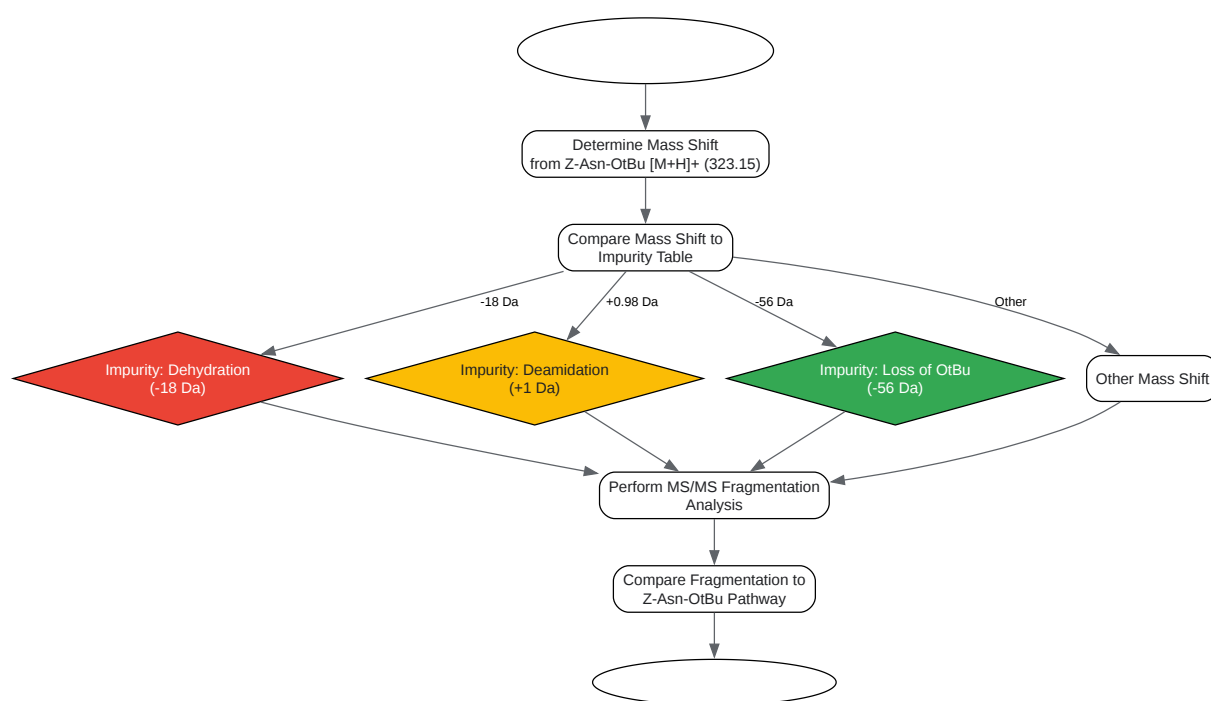 Determine Mass Shift
from Z-Asn-OtBu [M+H]+ (323.15)
Compare Mass Shift to
Impurity Table
-18 Da
+0.98 Da
-56 Da
Other
Impurity: Dehydration
(-18 Da)
Impurity: Deamidation
(+1 Da)
Impurity: Loss of OtBu
(-56 Da)
Other Mass Shift
Perform MS/MS Fragmentation
Analysis
Compare Fragmentation to
Z-Asn-OtBu Pathway